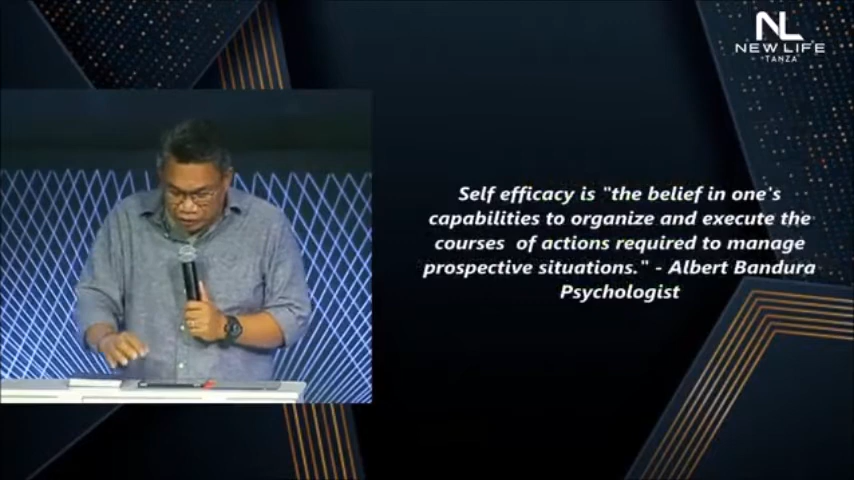 NL
NEW LIFE
TANZA
Self efficacy is "the belief in one's
capabilities to organize and execute the
courses of actions required to manage
prospective situations." - Albert Bandura
Psychologist